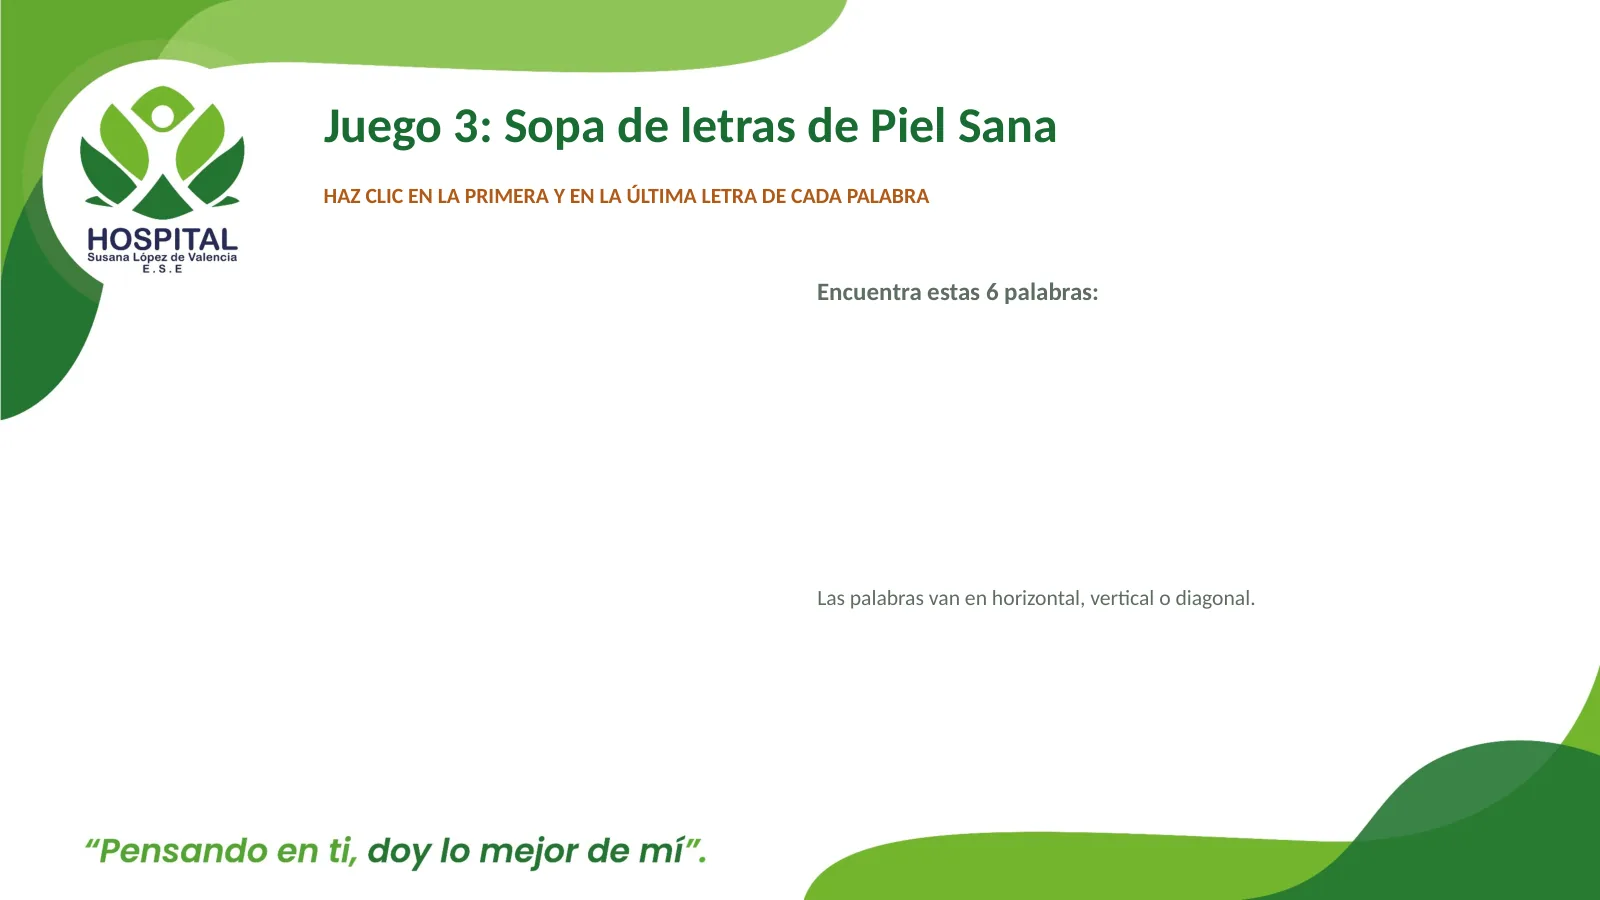 HOSPITAL
Susana López de Valencia
E.S.E
Juego 3: Sopa de letras de Piel Sana
HAZ CLIC EN LA PRIMERA Y EN LA ÚLTIMA LETRA DE CADA PALABRA
Encuentra estas 6 palabras:
Las palabras van en horizontal, vertical o diagonal.
“Pensando en ti, doy lo mejor de mí”.